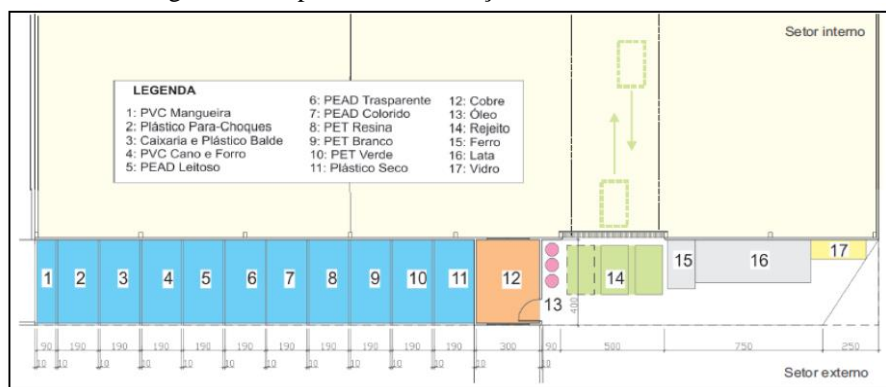 Setor interno
LEGENDA
1: PVC Mangueira
2: Plástico Para-Choques
3: Caixaria e Plástico Balde
4: PVC Cano e Forro
5: PEAD Leitoso
6: PEAD Trasparente
7: PEAD Colorido
8: PET Resina
9: PET Branco
10: PET Verde
11: Plástico Seco
12: Cobre
13: Óleo
14: Rejeito
15: Ferro
16: Lata
17: Vidro
1 2 3 4 5 6 7 8 9 10 11 12 13 14 15 16 17
400
90 190 190 190 190 190 190 190 190 190 190 300 90 500 750 250
10 10 10 10 10 10 10 10 10 10 10 10 10
Setor externo